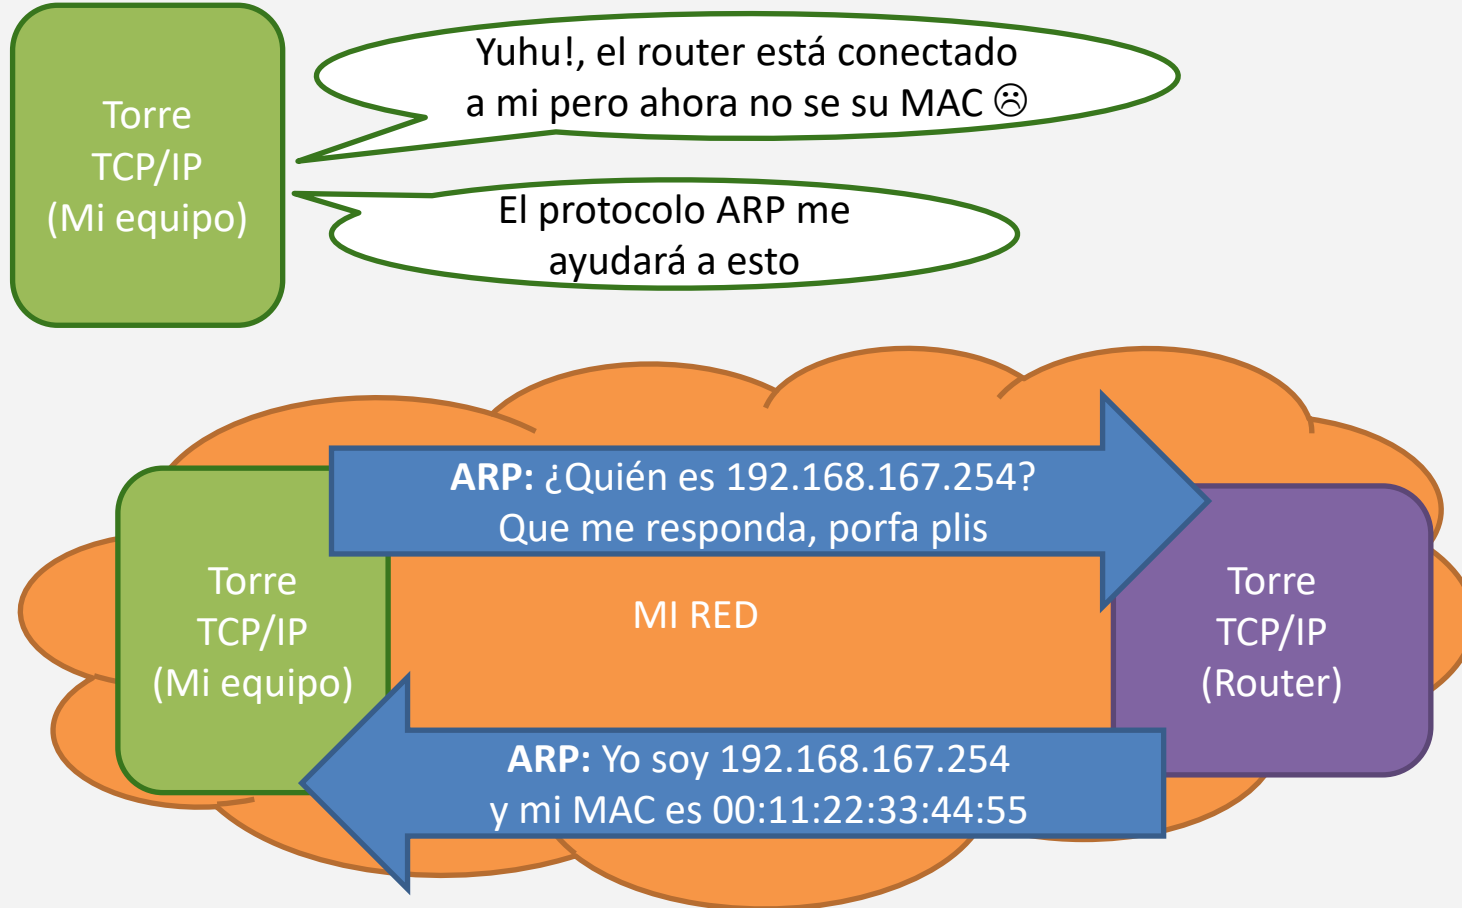 Torre
TCP/IP
(Mi equipo)
Yuhu!, el router está conectado
a mi pero ahora no se su MAC ☹
El protocolo ARP me
ayudará a esto
ARP: ¿Quién es 192.168.167.254?
Que me responda, porfa plis
Torre
TCP/IP
(Mi equipo)
MI RED
Torre
TCP/IP
(Router)
ARP: Yo soy 192.168.167.254
y mi MAC es 00:11:22:33:44:55